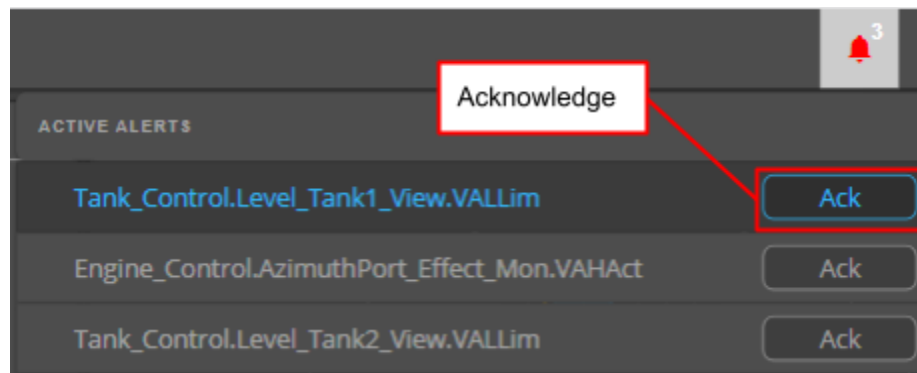 3
Acknowledge
ACTIVE ALERTS
Tank_Control.Level_Tank1_View.VALLim Ack
Engine_Control.AzimuthPort_Effect_Mon.VAHAct Ack
Tank_Control.Level_Tank2_View.VALLim Ack